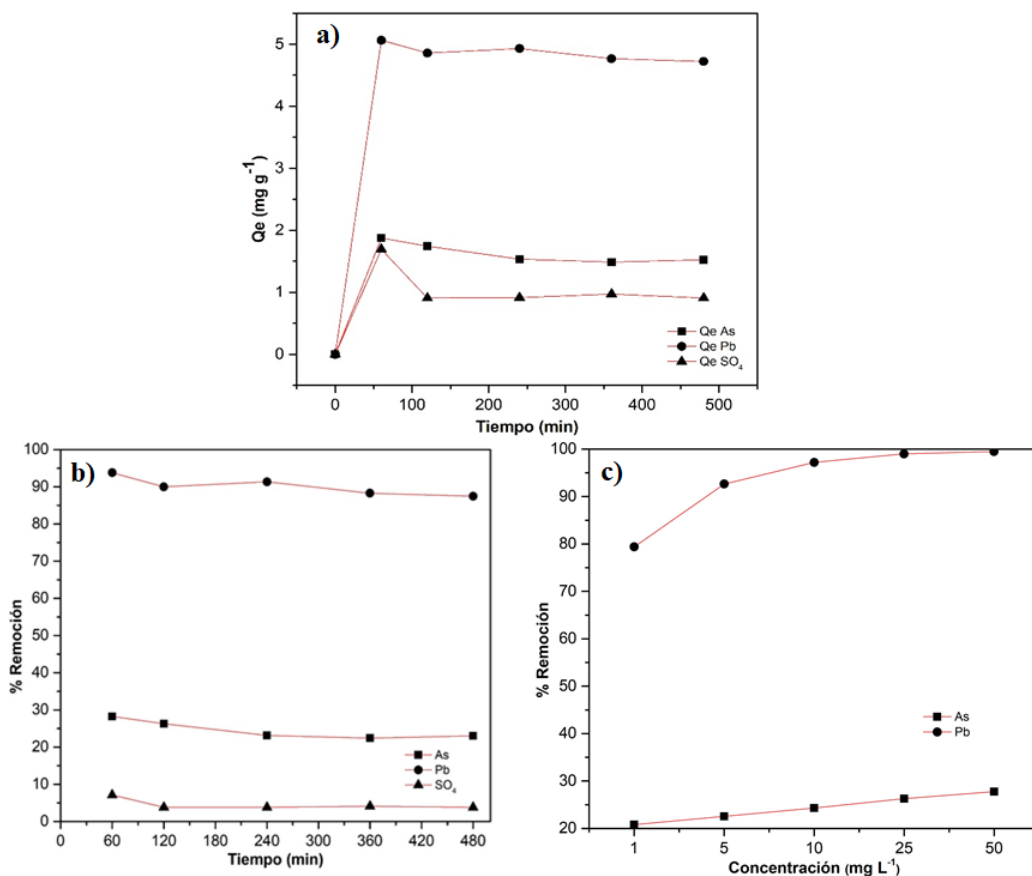 a)
Qe (mg g⁻¹)
5
4
3
2
1
0
0 100 200 300 400 500
Tiempo (min)
Qe As
Qe Pb
Qe SO₄
b)
% Remoción
100
90
80
70
60
50
40
30
20
10
0
60 120 180 240 300 360 420 480
Tiempo (min)
As
Pb
SO₄
c)
% Remoción
100
90
80
70
60
50
40
30
20
1 5 10 25 50
Concentración (mg L⁻¹)
As
Pb